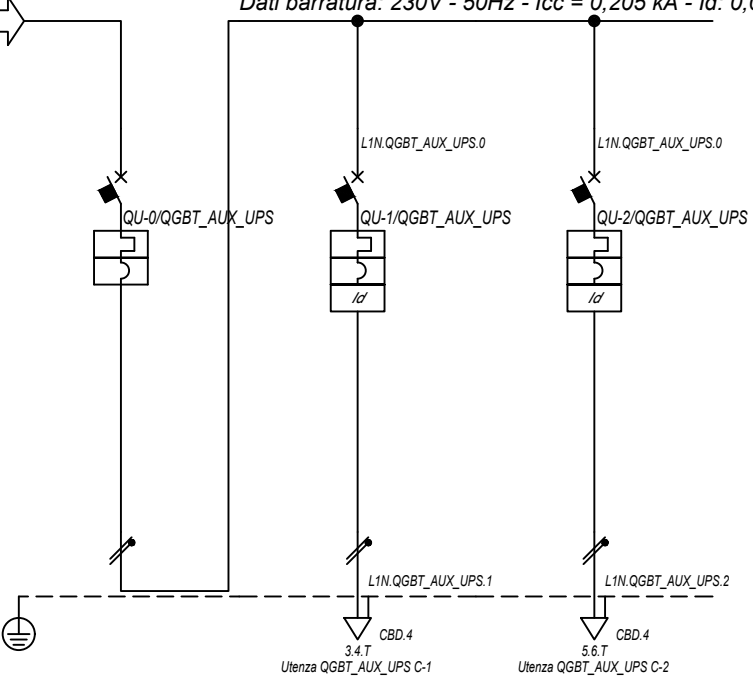 Dati barratura: 230V - 50Hz - Icc = 0,205 kA - Id: 0,0
L1N.QGBT_AUX_UPS.0
L1N.QGBT_AUX_UPS.0
QU-0/QGBT_AUX_UPS
QU-1/QGBT_AUX_UPS
QU-2/QGBT_AUX_UPS
Id
Id
L1N.QGBT_AUX_UPS.1
L1N.QGBT_AUX_UPS.2
CBD.4
CBD.4
3.4.T
5.6.T
Utenza QGBT_AUX_UPS C-1
Utenza QGBT_AUX_UPS C-2